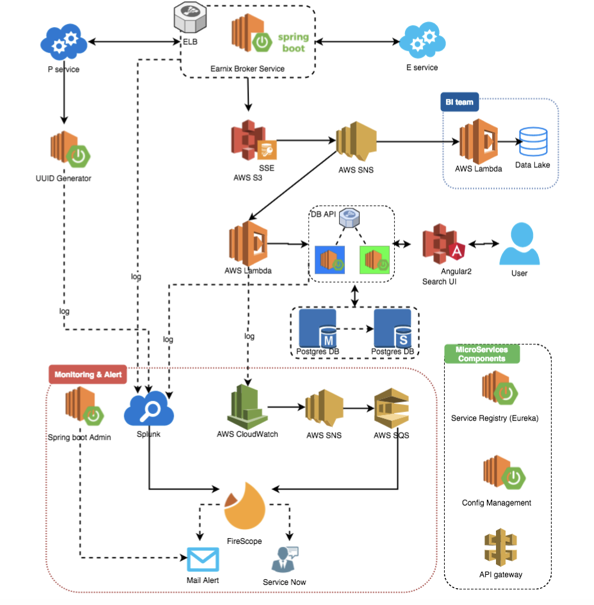 ELB
spring
boot
P service
Earnix Broker Service
E service
BI team
UUID Generator
SSE
AWS S3
AWS SNS
AWS Lambda
Data Lake
DB API
AWS Lambda
Angular2
Search UI
User
log
log
log
log
M
S
Postgres DB
Postgres DB
Monitoring & Alert
MicroServices
Components
Spring boot Admin
Splunk
AWS CloudWatch
AWS SNS
AWS SQS
Service Registry (Eureka)
Config Management
FireScope
Mail Alert
Service Now
API gateway